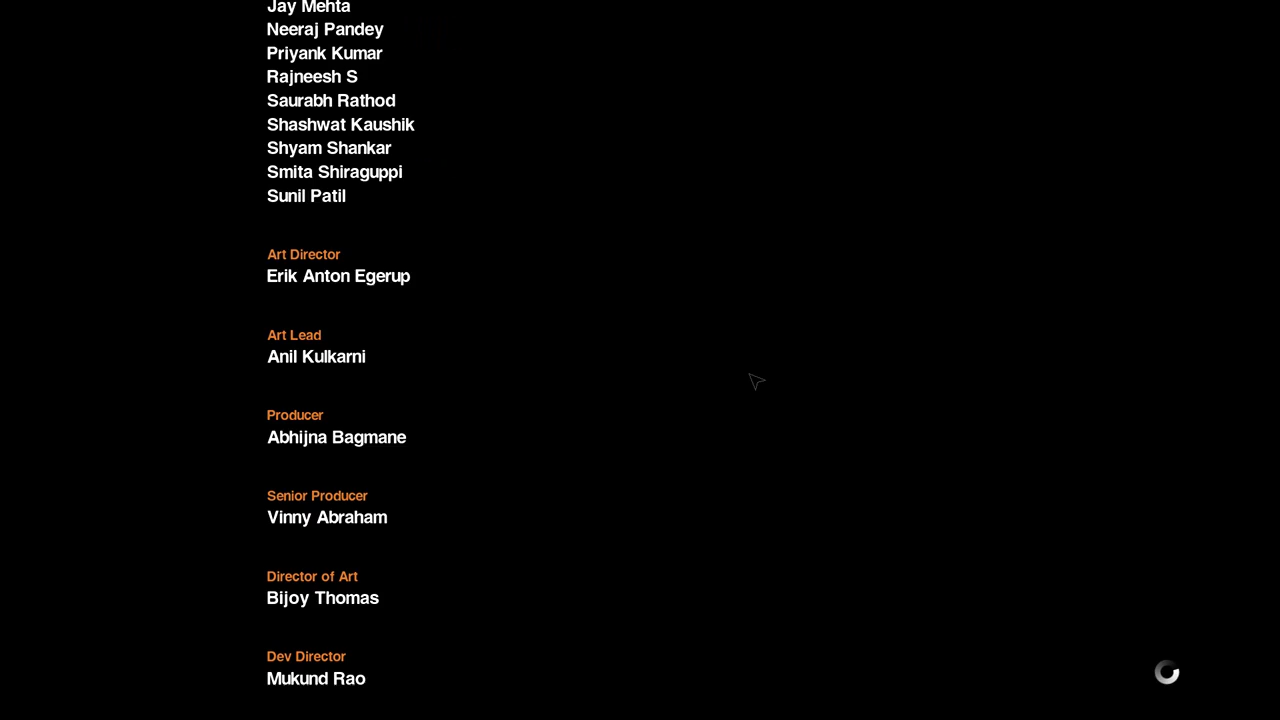 Jay Mehta
Neeraj Pandey
Priyank Kumar
Rajneesh S
Saurabh Rathod
Shashwat Kaushik
Shyam Shankar
Smita Shiraguppi
Sunil Patil
Art Director
Erik Anton Egerup
Art Lead
Anil Kulkarni
Producer
Abhijna Bagmane
Senior Producer
Vinny Abraham
Director of Art
Bijoy Thomas
Dev Director
Mukund Rao